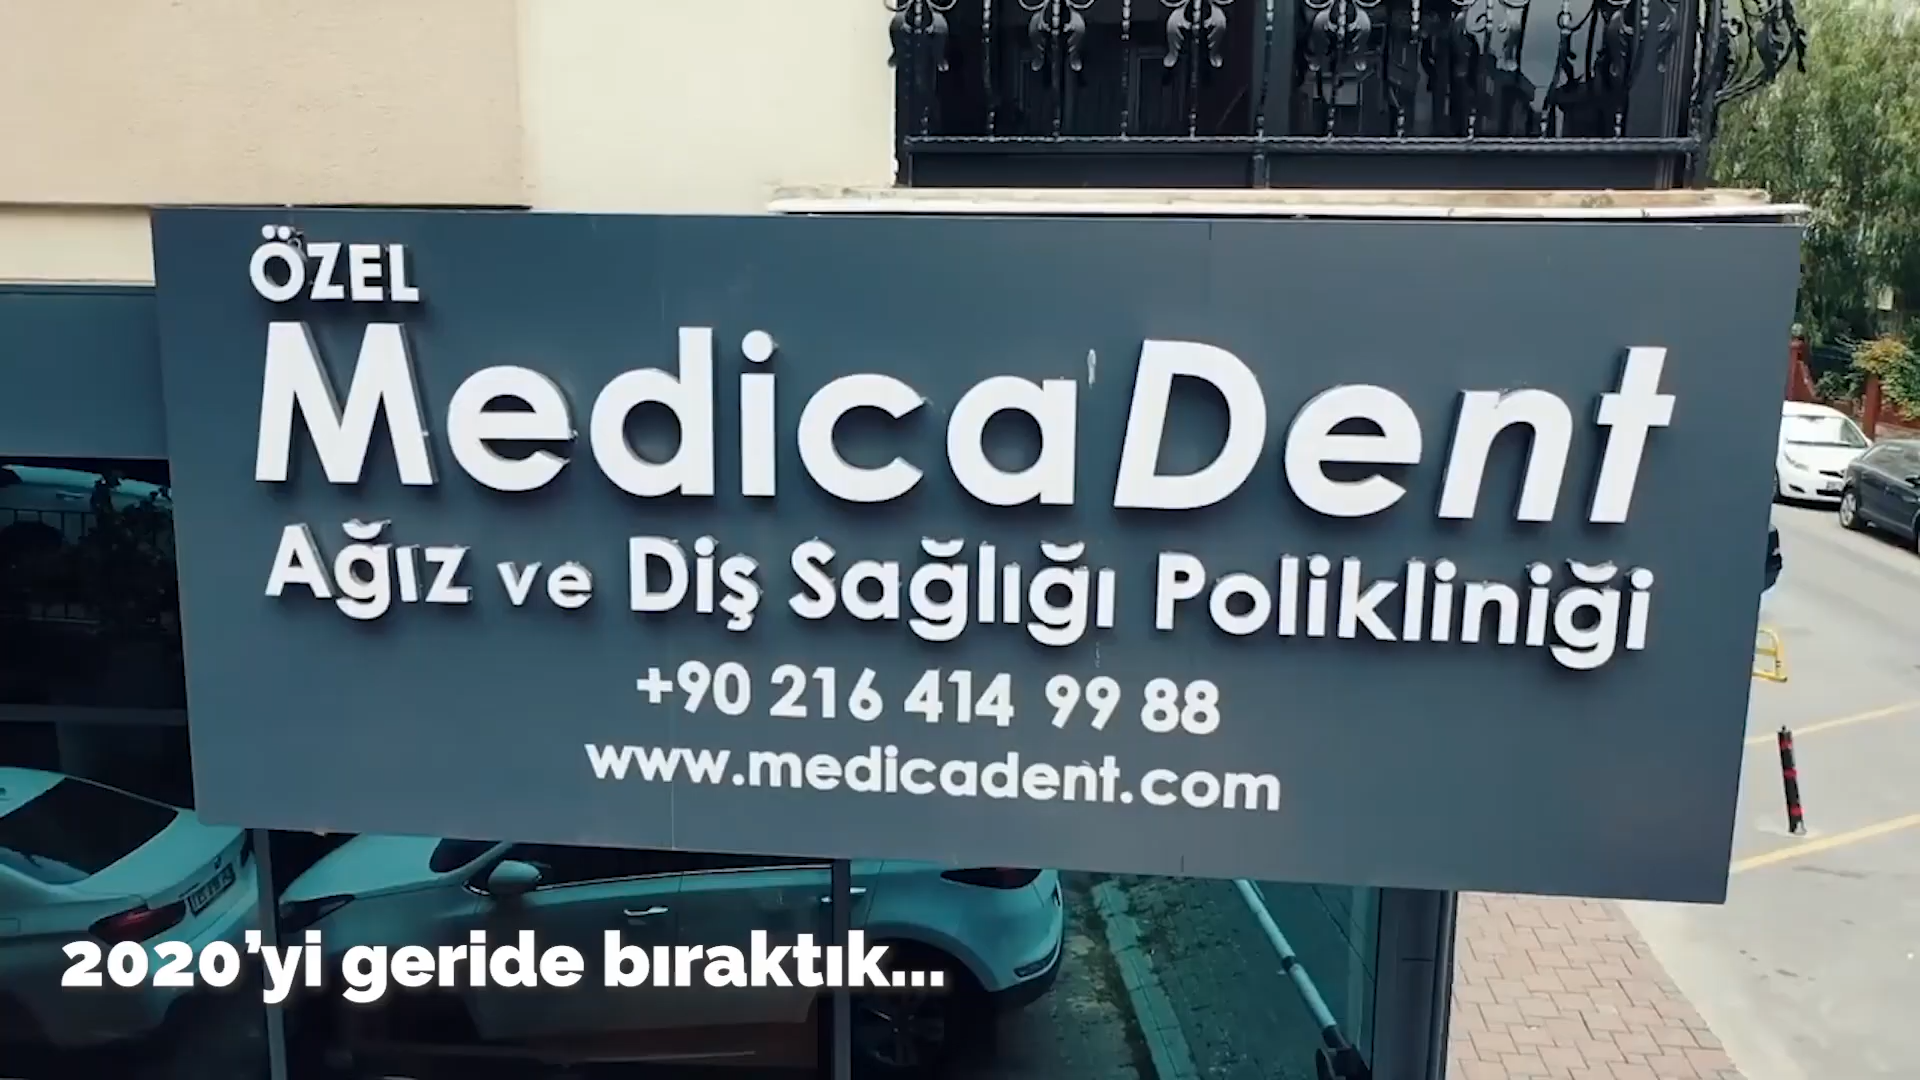 ÖZEL
MedicaDent
Ağız ve Diş Sağlığı Polikliniği
+90 216 414 99 88
www.medicadent.com
2020’yi geride bıraktık...